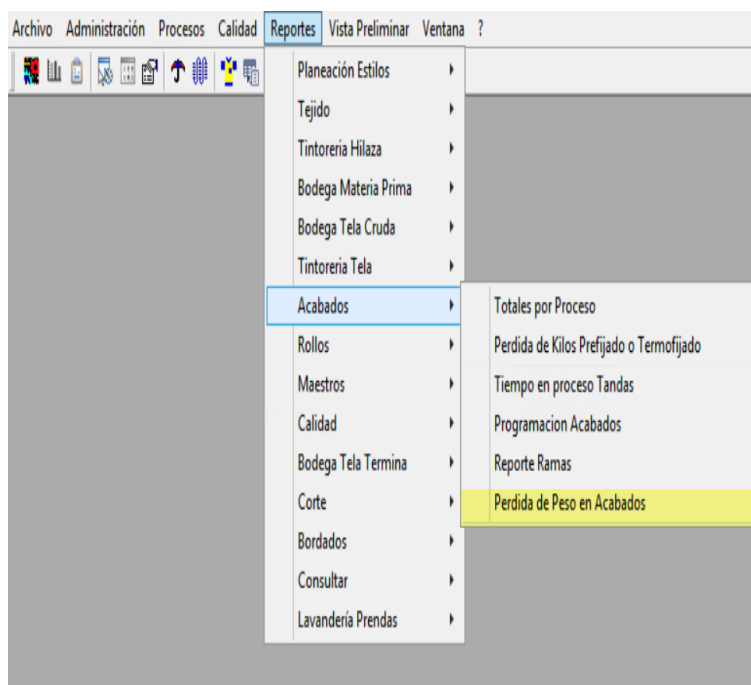 Archivo Administración Procesos Calidad Reportes Vista Preliminar Ventana ?
Planeación Estilos
Tejido
Tintoreria Hilaza
Bodega Materia Prima
Bodega Tela Cruda
Tintoreria Tela
Acabados
Rollos
Maestros
Calidad
Bodega Tela Termina
Corte
Bordados
Consultar
Lavandería Prendas
Totales por Proceso
Perdida de Kilos Prefijado o Termofijado
Tiempo en proceso Tandas
Programacion Acabados
Reporte Ramas
Perdida de Peso en Acabados